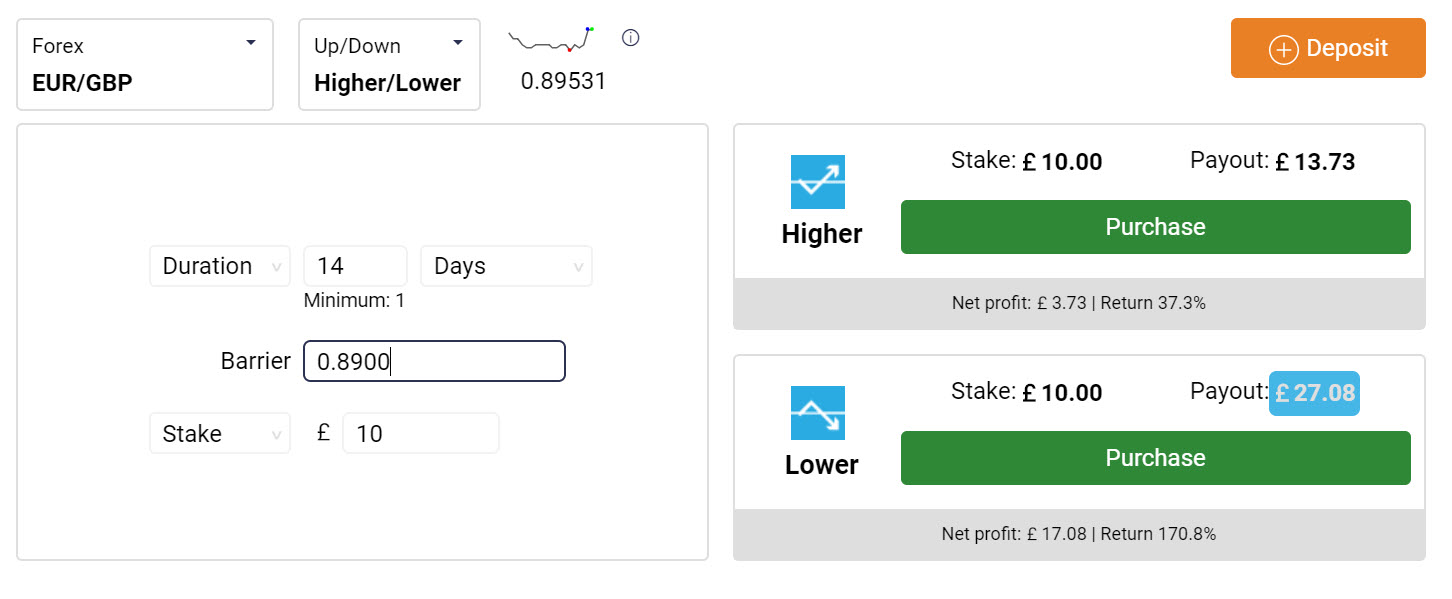 Forex
EUR/GBP
Up/Down
Higher/Lower
0.89531
Deposit
Duration 14 Days
Minimum: 1
Barrier 0.8900
Stake £ 10
Stake: £ 10.00 Payout: £ 13.73
Higher
Purchase
Net profit: £ 3.73 | Return 37.3%
Stake: £ 10.00 Payout: £ 27.08
Lower
Purchase
Net profit: £ 17.08 | Return 170.8%